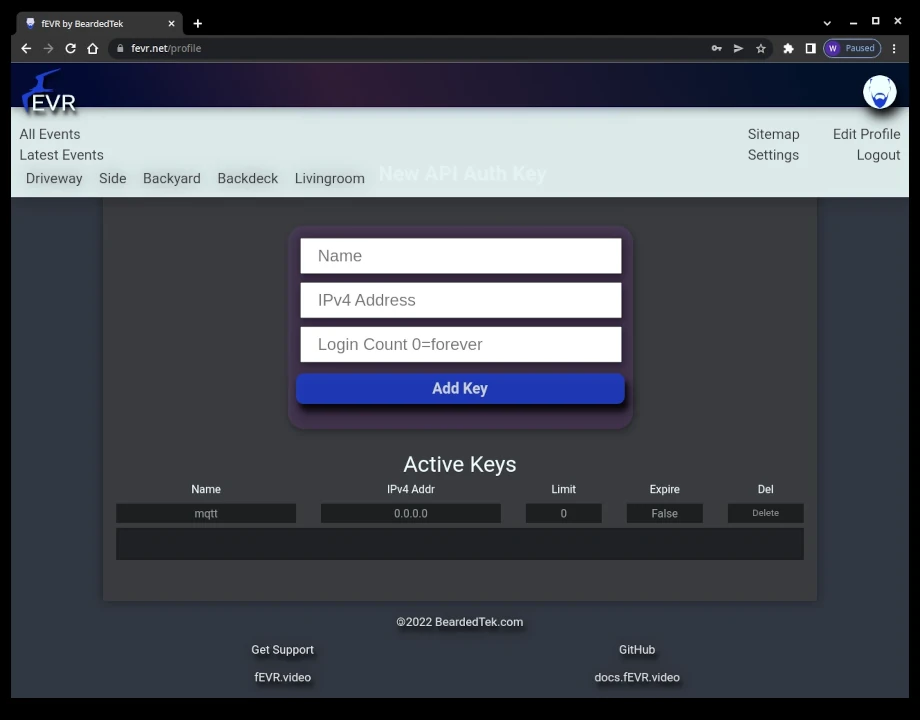 fEVR by BeardedTek
fevr.net/profile
W Paused
EVR
All Events
Latest Events
Driveway Side Backyard Backdeck Livingroom
Sitemap Edit Profile
Settings Logout
New API Auth Key
Name
IPv4 Address
Login Count 0=forever
Add Key
Active Keys
Name IPv4 Addr Limit Expire Del
mqtt 0.0.0.0 0 False Delete
©2022 BeardedTek.com
Get Support GitHub
fEVR.video docs.fEVR.video